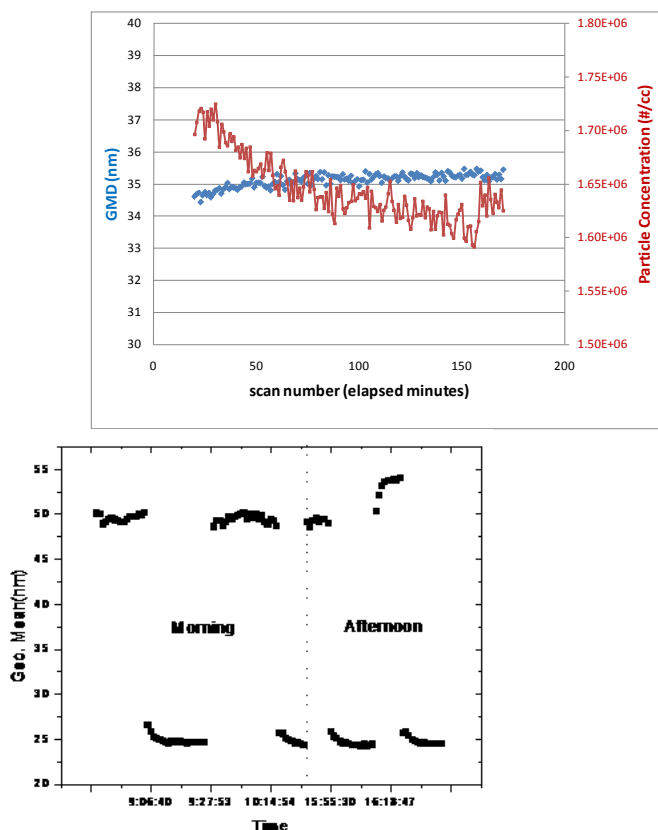 40
39
38
37
36
35
34
33
32
31
30
GMD (nm)
1.80E+06
1.75E+06
1.70E+06
1.65E+06
1.60E+06
1.55E+06
1.50E+06
Particle Concentration (#/cc)
0 50 100 150 200
scan number (elapsed minutes)
55
50
45
40
35
30
25
20
Geo. Mean(nm)
Morning
Afternoon
9:06:40 9:27:53 10:14:54 15:55:30 16:18:47
Time